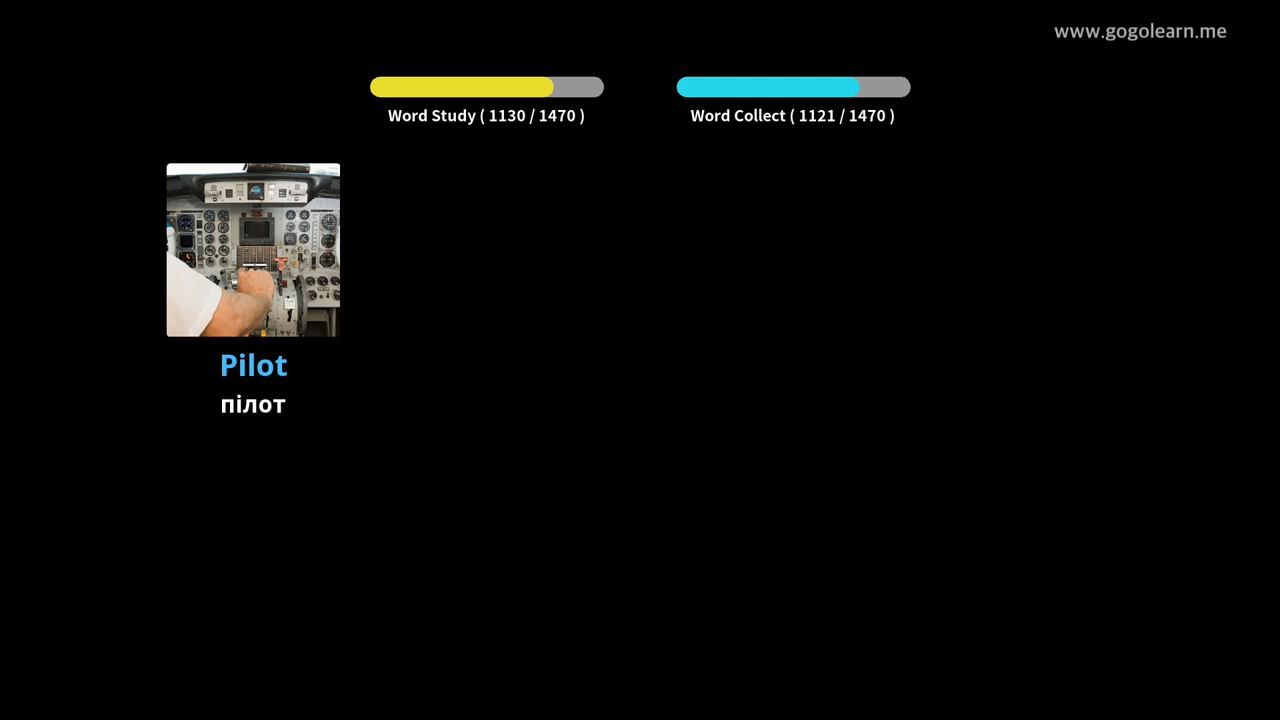 www.gogolearn.me
Word Study ( 1130 / 1470 )
Word Collect ( 1121 / 1470 )
Pilot
пілот